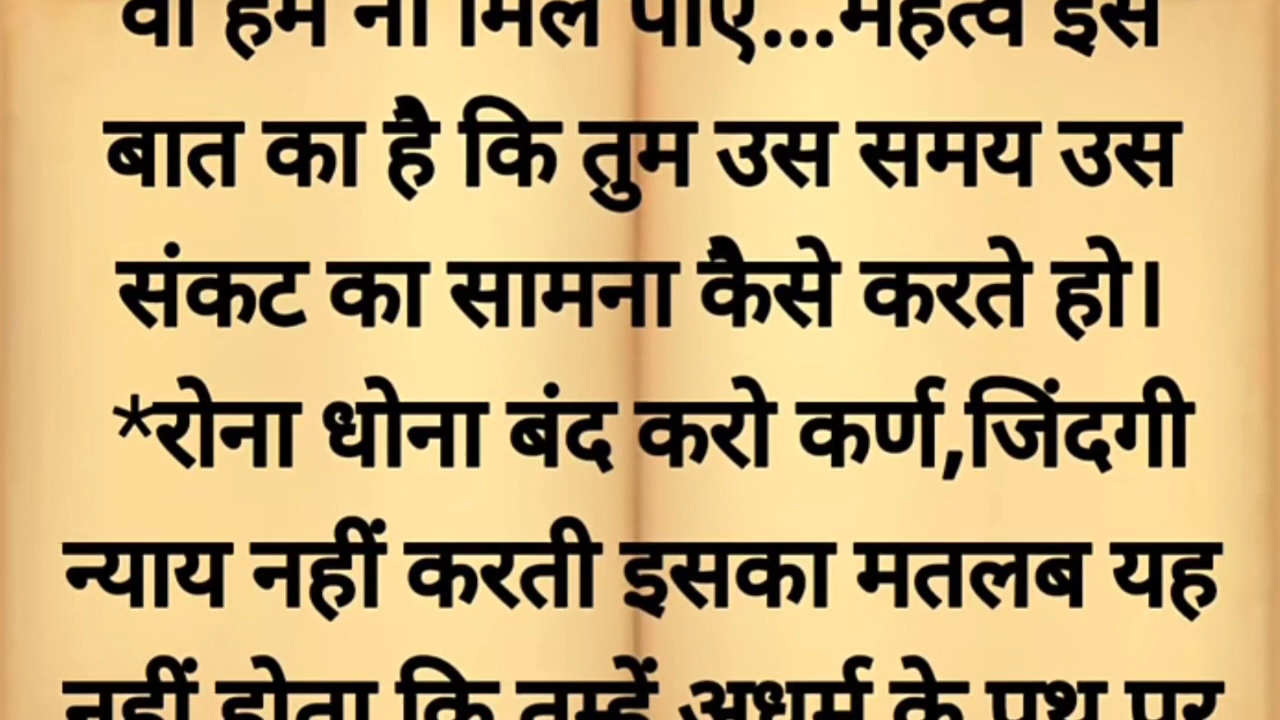 वो हमें ना मिल पाए...महत्व इस
बात का है कि तुम उस समय उस
संकट का सामना कैसे करते हो।
*रोना धोना बंद करो कर्ण,जिंदगी
न्याय नहीं करती इसका मतलब यह
नहीं होता कि तुम्हें अधर्म के पथ पर